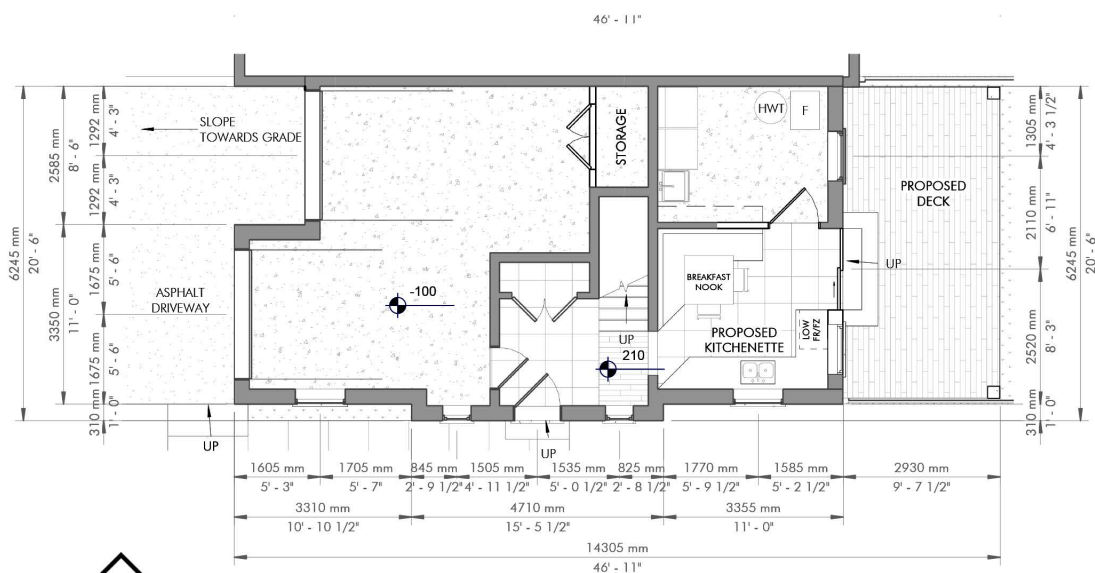 46' - 11"
SLOPE
TOWARDS GRADE
STORAGE
HWT
F
PROPOSED
DECK
UP
ASPHALT
DRIVEWAY
-100
BREAKFAST
NOOK
PROPOSED
KITCHENETTE
LOW
FR/FZ
UP
210
UP
UP
6245 mm
20' - 6"
2585 mm
8' - 6"
3350 mm
11' - 0"
1292 mm
4' - 3"
1292 mm
4' - 3"
1675 mm
5' - 6"
1675 mm
5' - 6"
310 mm
1' - 0"
1305 mm
4' - 3 1/2"
2110 mm
6' - 11"
2520 mm
8' - 3"
310 mm
1' - 0"
6245 mm
20' - 6"
1605 mm
5' - 3"
1705 mm
5' - 7"
845 mm
2' - 9 1/2"
1505 mm
4' - 11 1/2"
1535 mm
5' - 0 1/2"
825 mm
2' - 8 1/2"
1770 mm
5' - 9 1/2"
1585 mm
5' - 2 1/2"
2930 mm
9' - 7 1/2"
3310 mm
10' - 10 1/2"
4710 mm
15' - 5 1/2"
3355 mm
11' - 0"
14305 mm
46' - 11"